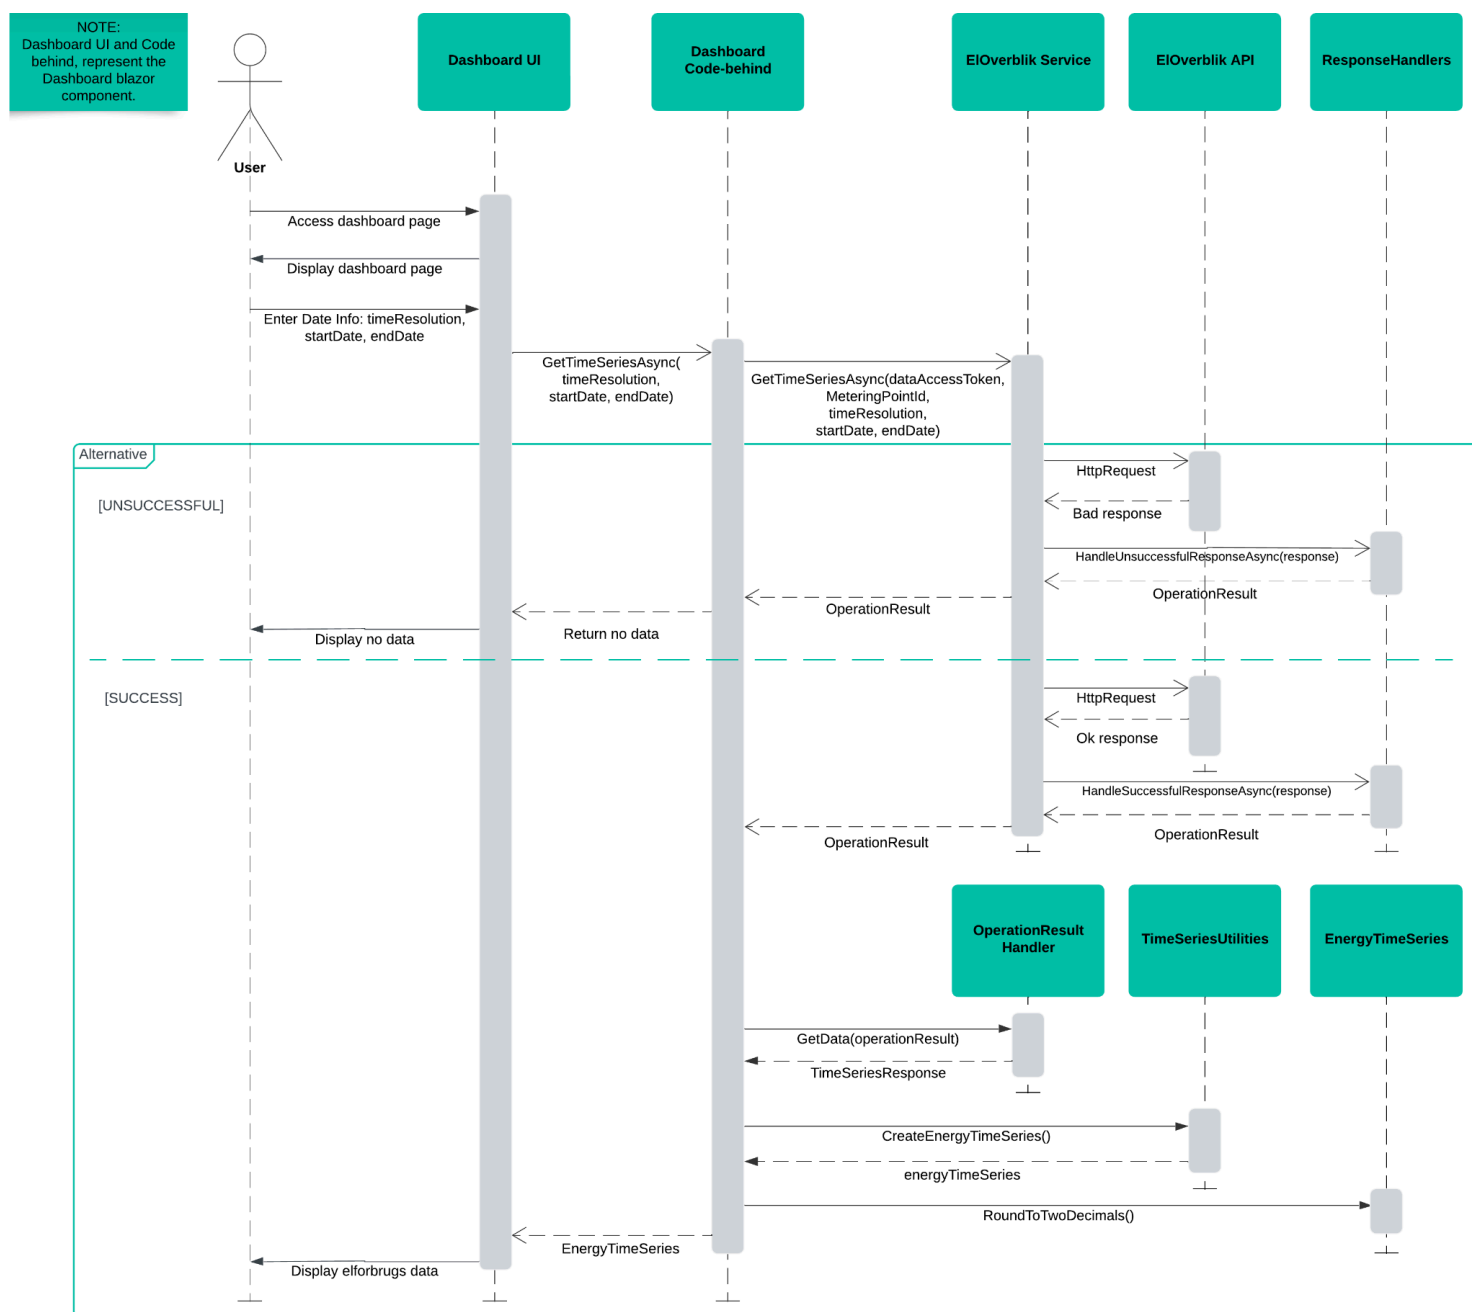 NOTE:
Dashboard UI and Code
behind, represent the
Dashboard blazor
component.
User
Dashboard UI
Dashboard
Code-behind
ElOverblik Service
ElOverblik API
ResponseHandlers
Access dashboard page
Display dashboard page
Enter Date Info: timeResolution,
startDate, endDate
GetTimeSeriesAsync(
timeResolution,
startDate, endDate)
GetTimeSeriesAsync(dataAccessToken,
MeteringPointId,
timeResolution,
startDate, endDate)
Alternative
[UNSUCCESSFUL]
HttpRequest
Bad response
HandleUnsuccessfulResponseAsync(response)
OperationResult
OperationResult
Return no data
Display no data
[SUCCESS]
HttpRequest
Ok response
HandleSuccessfulResponseAsync(response)
OperationResult
OperationResult
OperationResult
Handler
TimeSeriesUtilities
EnergyTimeSeries
GetData(operationResult)
TimeSeriesResponse
CreateEnergyTimeSeries()
energyTimeSeries
RoundToTwoDecimals()
EnergyTimeSeries
Display elforbrugs data